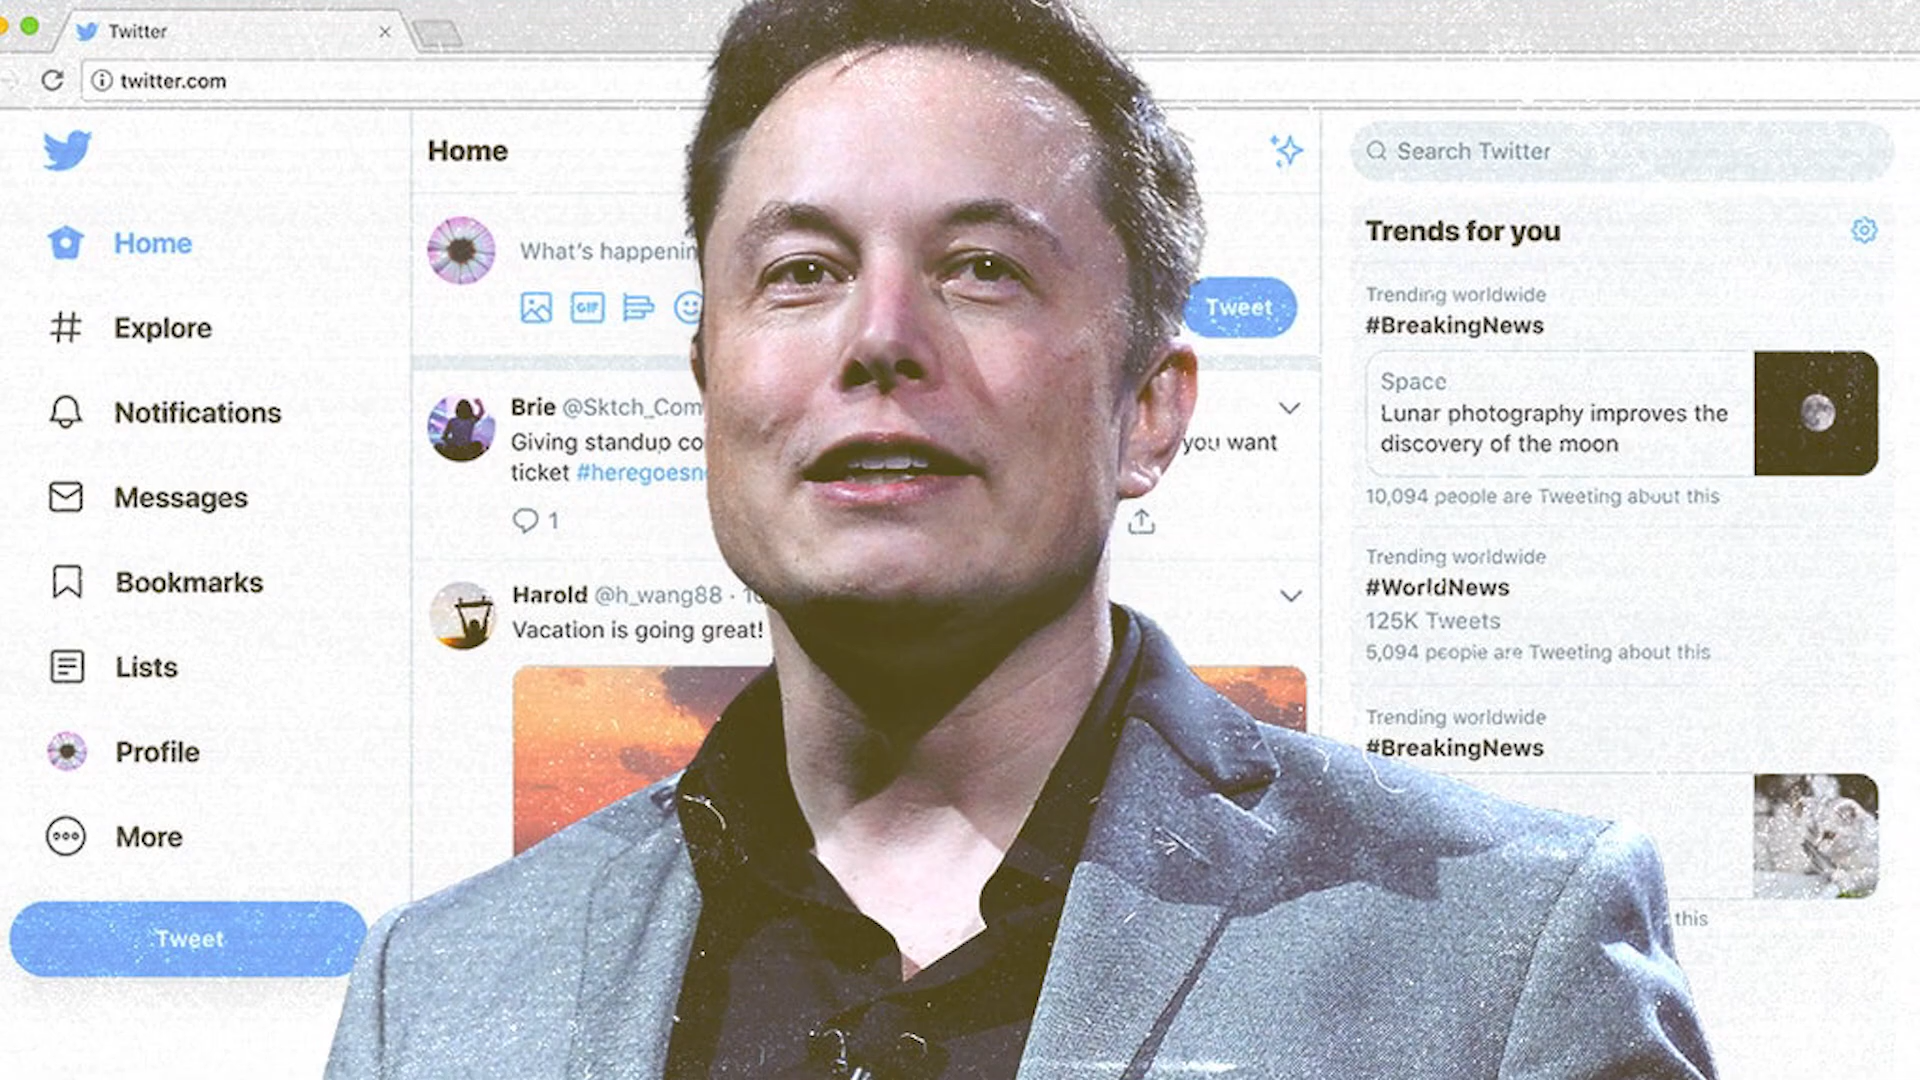 Twitter
twitter.com
Home
Explore
Notifications
Messages
Bookmarks
Lists
Profile
More
Tweet
Home
What's happenin
GIF
Tweet
Brie @Sktch_Com
Giving standup co you want
ticket #heregoesn
1
Harold @h_wang88 ·
Vacation is going great!
Search Twitter
Trends for you
Trending worldwide
#BreakingNews
Space
Lunar photography improves the
discovery of the moon
10,094 people are Tweeting about this
Trending worldwide
#WorldNews
125K Tweets
5,094 people are Tweeting about this
Trending worldwide
#BreakingNews
this